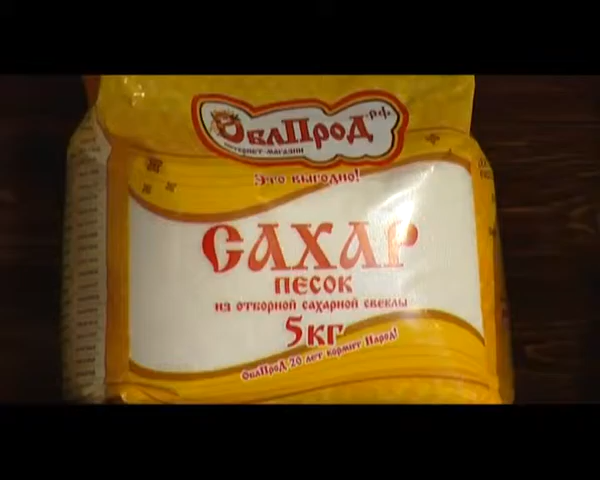 ОблПроД.рф
интернет-магазин
Это выгодно!
САХАР
песок
из отборной сахарной свеклы
5кг
ОблПроД 20 лет кормит Народ!